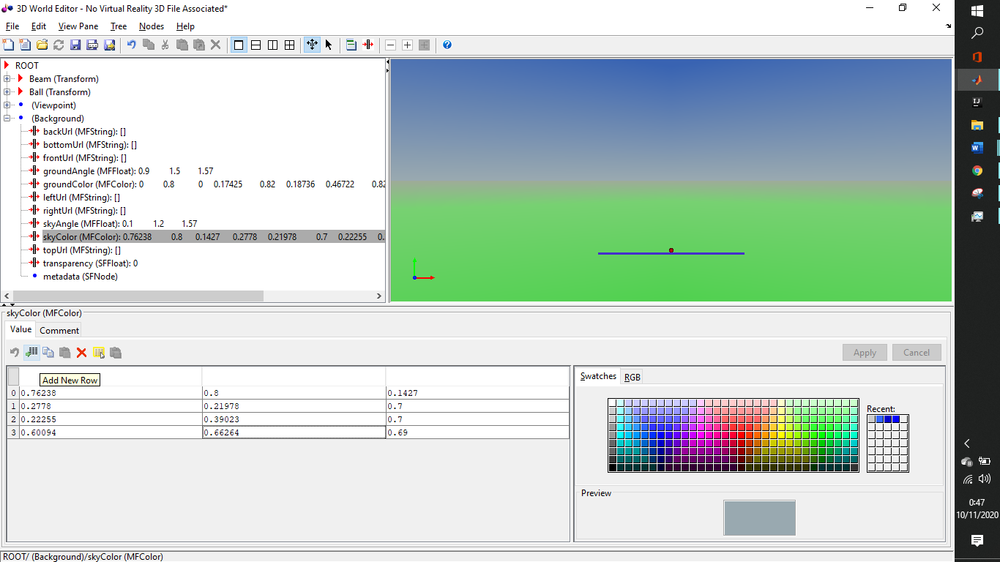 3D World Editor - No Virtual Reality 3D File Associated*
File Edit View Pane Tree Nodes Help
ROOT
Beam (Transform)
Ball (Transform)
(Viewpoint)
(Background)
backUrl (MFString): []
bottomUrl (MFString): []
frontUrl (MFString): []
groundAngle (MFFloat): 0.9 1.5 1.57
groundColor (MFColor): 0 0.8 0 0.17425 0.82 0.18736 0.46722 0.82
leftUrl (MFString): []
rightUrl (MFString): []
skyAngle (MFFloat): 0.1 1.2 1.57
skyColor (MFColor): 0.76238 0.8 0.1427 0.2778 0.21978 0.7 0.22255 0.
topUrl (MFString): []
transparency (SFFloat): 0
metadata (SFNode)
skyColor (MFColor)
Value Comment
Apply Cancel
Add New Row
0 0.76238 0.8 0.1427
1 0.2778 0.21978 0.7
2 0.22255 0.39023 0.7
3 0.60094 0.66264 0.69
Swatches RGB
Recent:
Preview
ROOT/ (Background)/skyColor (MFColor)
IJ
W
0:47
10/11/2020